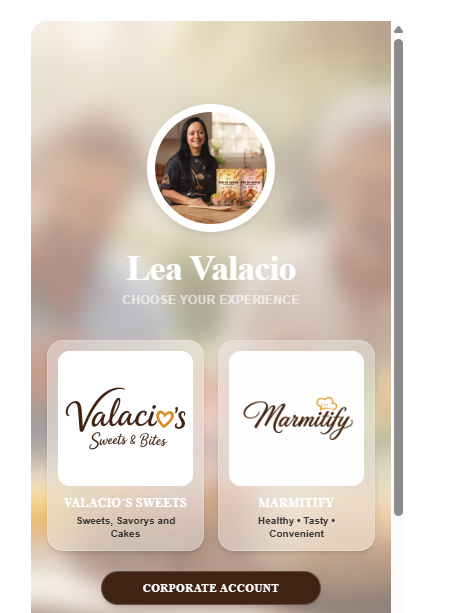 Lea Valacio
CHOOSE YOUR EXPERIENCE
Valacio's
Sweets & Bites
Marmitify
VALACIO'S SWEETS
Sweets, Savorys and
Cakes
MARMITIFY
Healthy • Tasty •
Convenient
CORPORATE ACCOUNT